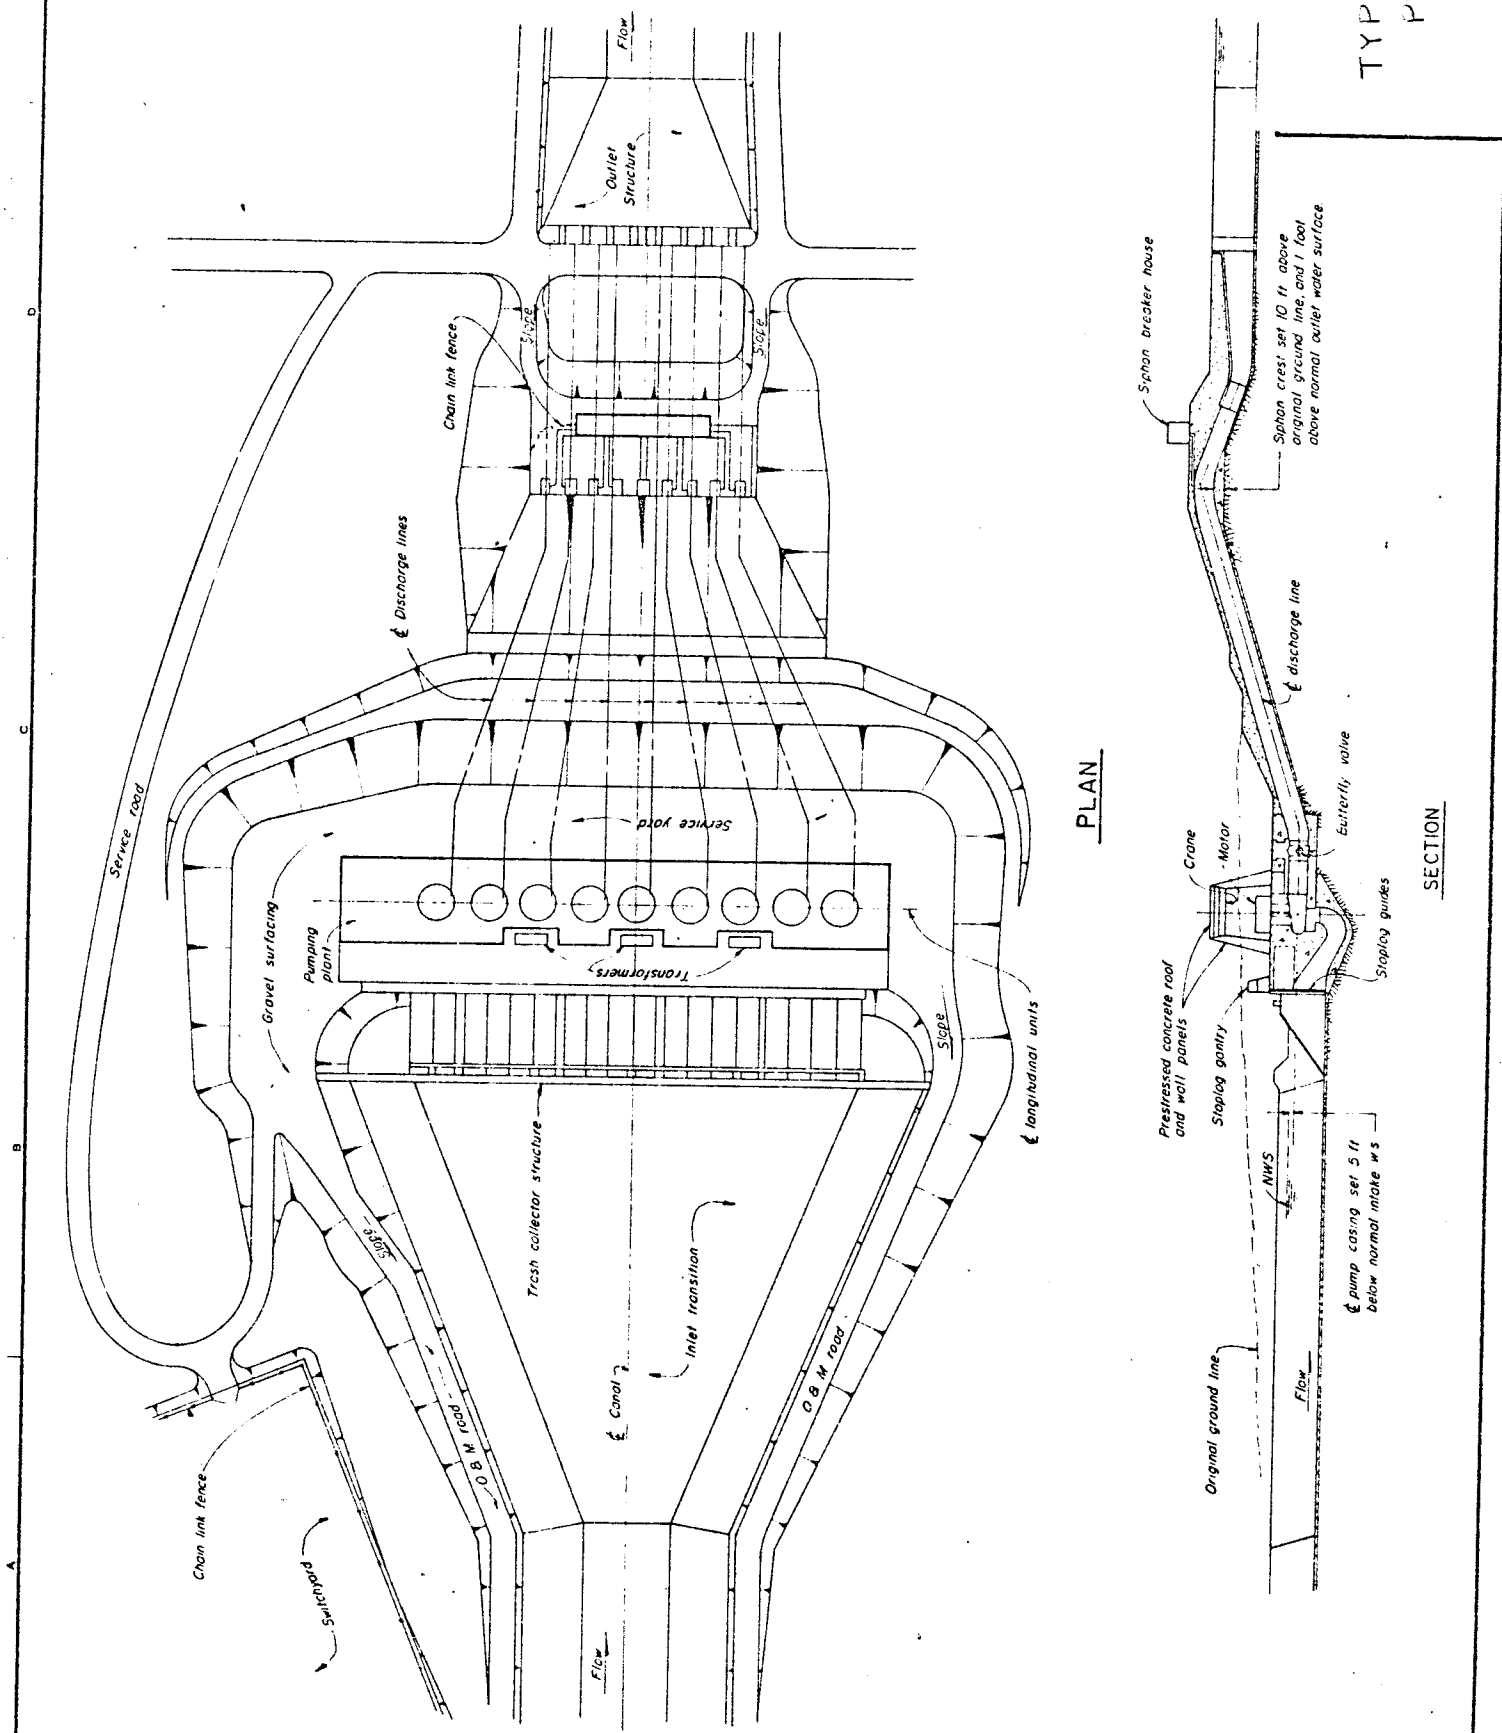 TYP
P
D
C
B
A
Flow
Outlet
Structure
Chain link fence
Slope
Slope
℄ Discharge lines
Service road
Service yard
Gravel surfacing
Pumping
plant
Transformers
Slope
℄ longitudinal units
Trash collector structure
Slope
Inlet transition
O & M road
O & M road
℄ Canal
Chain link fence
Switchyard
Flow
PLAN
Siphon breaker house
Siphon crest set 10 ft above
original ground line, and 1 foot
above normal outlet water surface.
℄ discharge line
Butterfly valve
Crane
Motor
Prestressed concrete roof
and wall panels
Stoplog gantry
Stoplog guides
NWS
℄ pump casing set 5 ft
below normal intake ws
Original ground line
Flow
SECTION